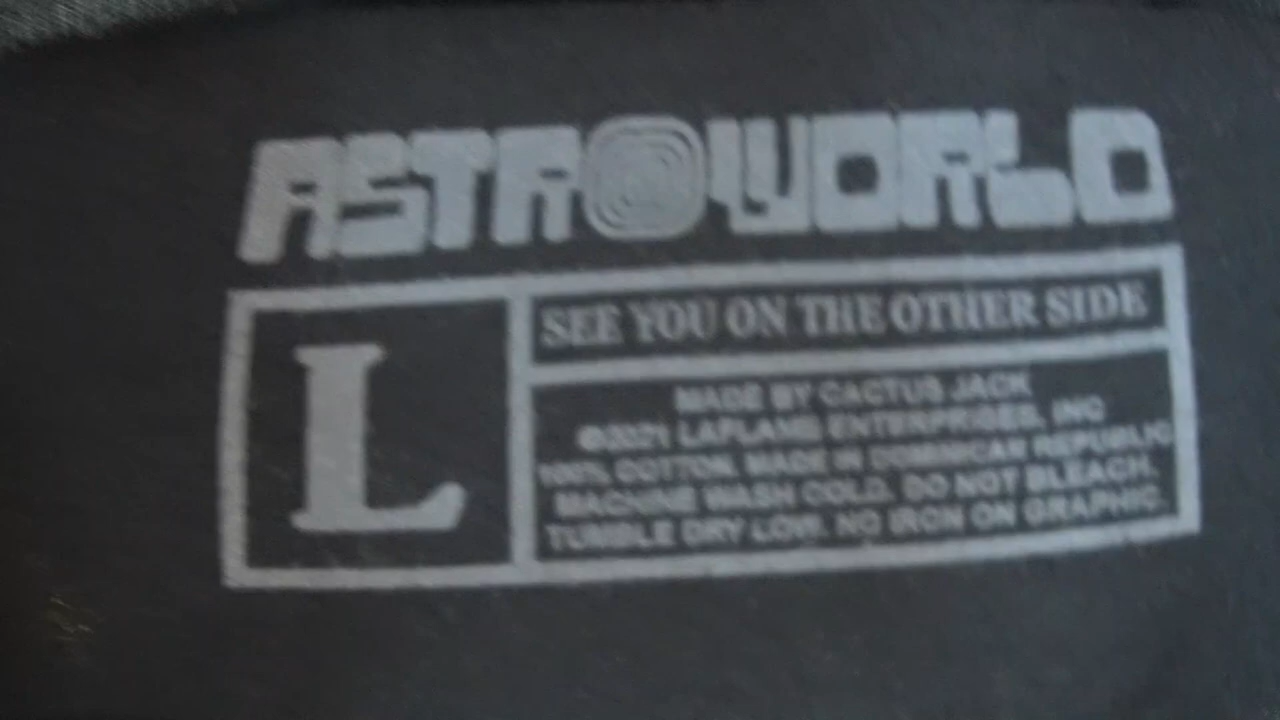 ASTROWORLD
L
SEE YOU ON THE OTHER SIDE
MADE BY CACTUS JACK
©2021 LAFLAME ENTERPRISES, INC
100% COTTON. MADE IN DOMINICAN REPUBLIC
MACHINE WASH COLD. DO NOT BLEACH.
TUMBLE DRY LOW. NO IRON ON GRAPHIC.